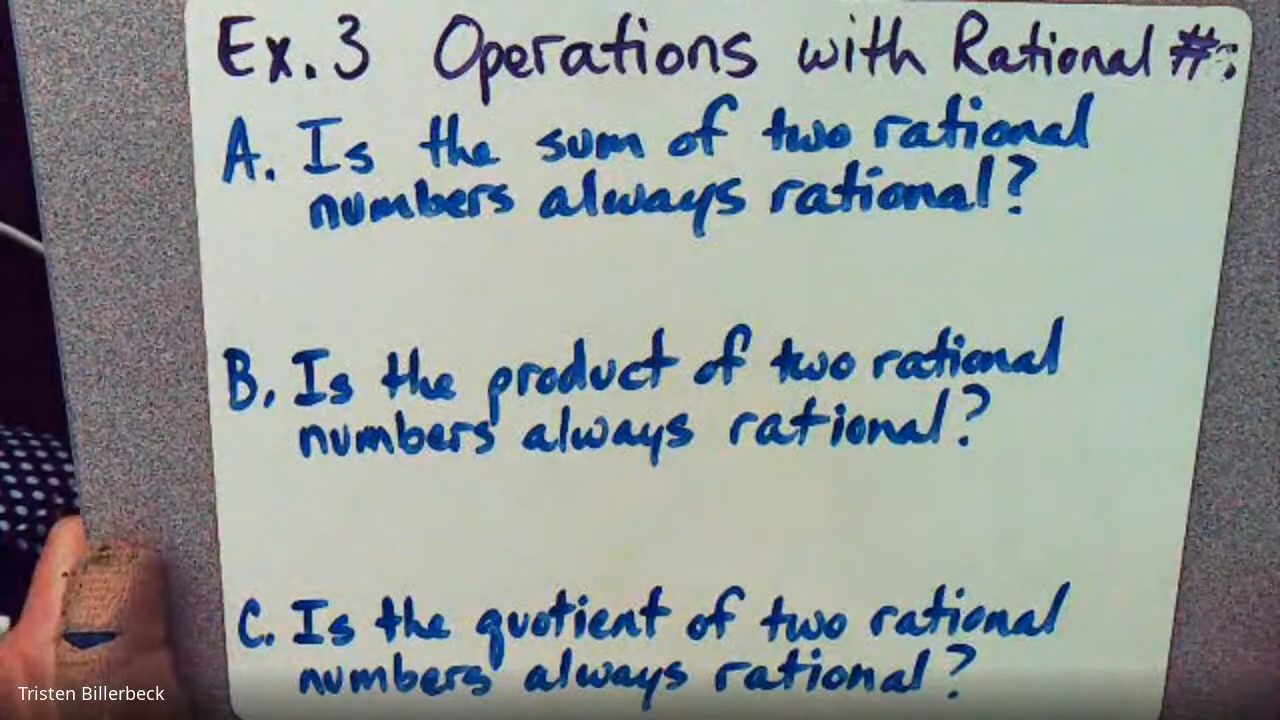 Ex. 3 Operations with Rational #s
A. Is the sum of two rational
numbers always rational?
B. Is the product of two rational
numbers always rational?
C. Is the quotient of two rational
numbers always rational?
Tristen Billerbeck